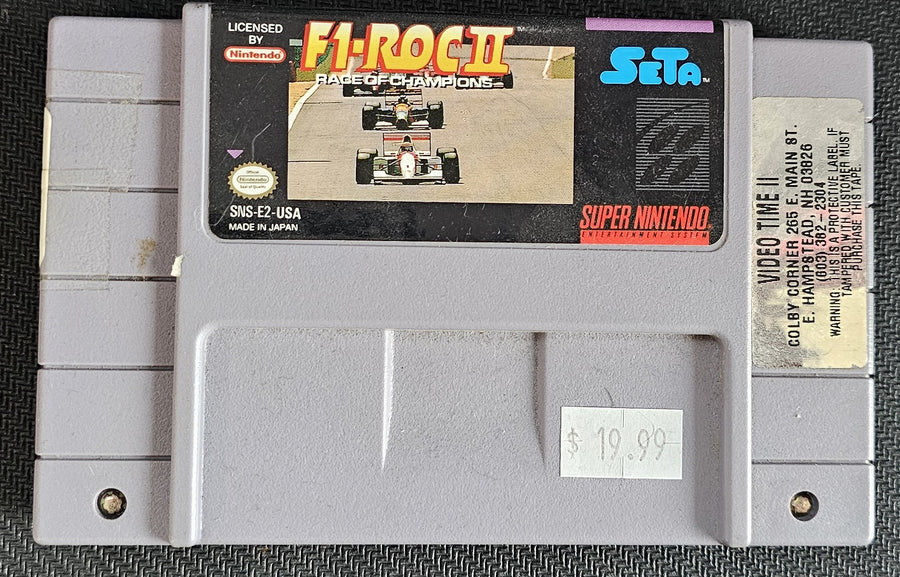 LICENSED
BY
Nintendo
F1-ROC II
RACE OF CHAMPIONS
SETA™
Official
Nintendo
Seal of Quality
SNS-E2-USA
MADE IN JAPAN
SUPER NINTENDO
ENTERTAINMENT SYSTEM
VIDEO TIME II
COLBY CORNER 265 E. MAIN ST.
E. HAMPSTEAD, NH 03826
(603) 362-2304
WARNING: THIS IS A PROTECTIVE LABEL. IF
TAMPERED WITH CUSTOMER MUST
PURCHASE THIS TAPE.
$ 19.99